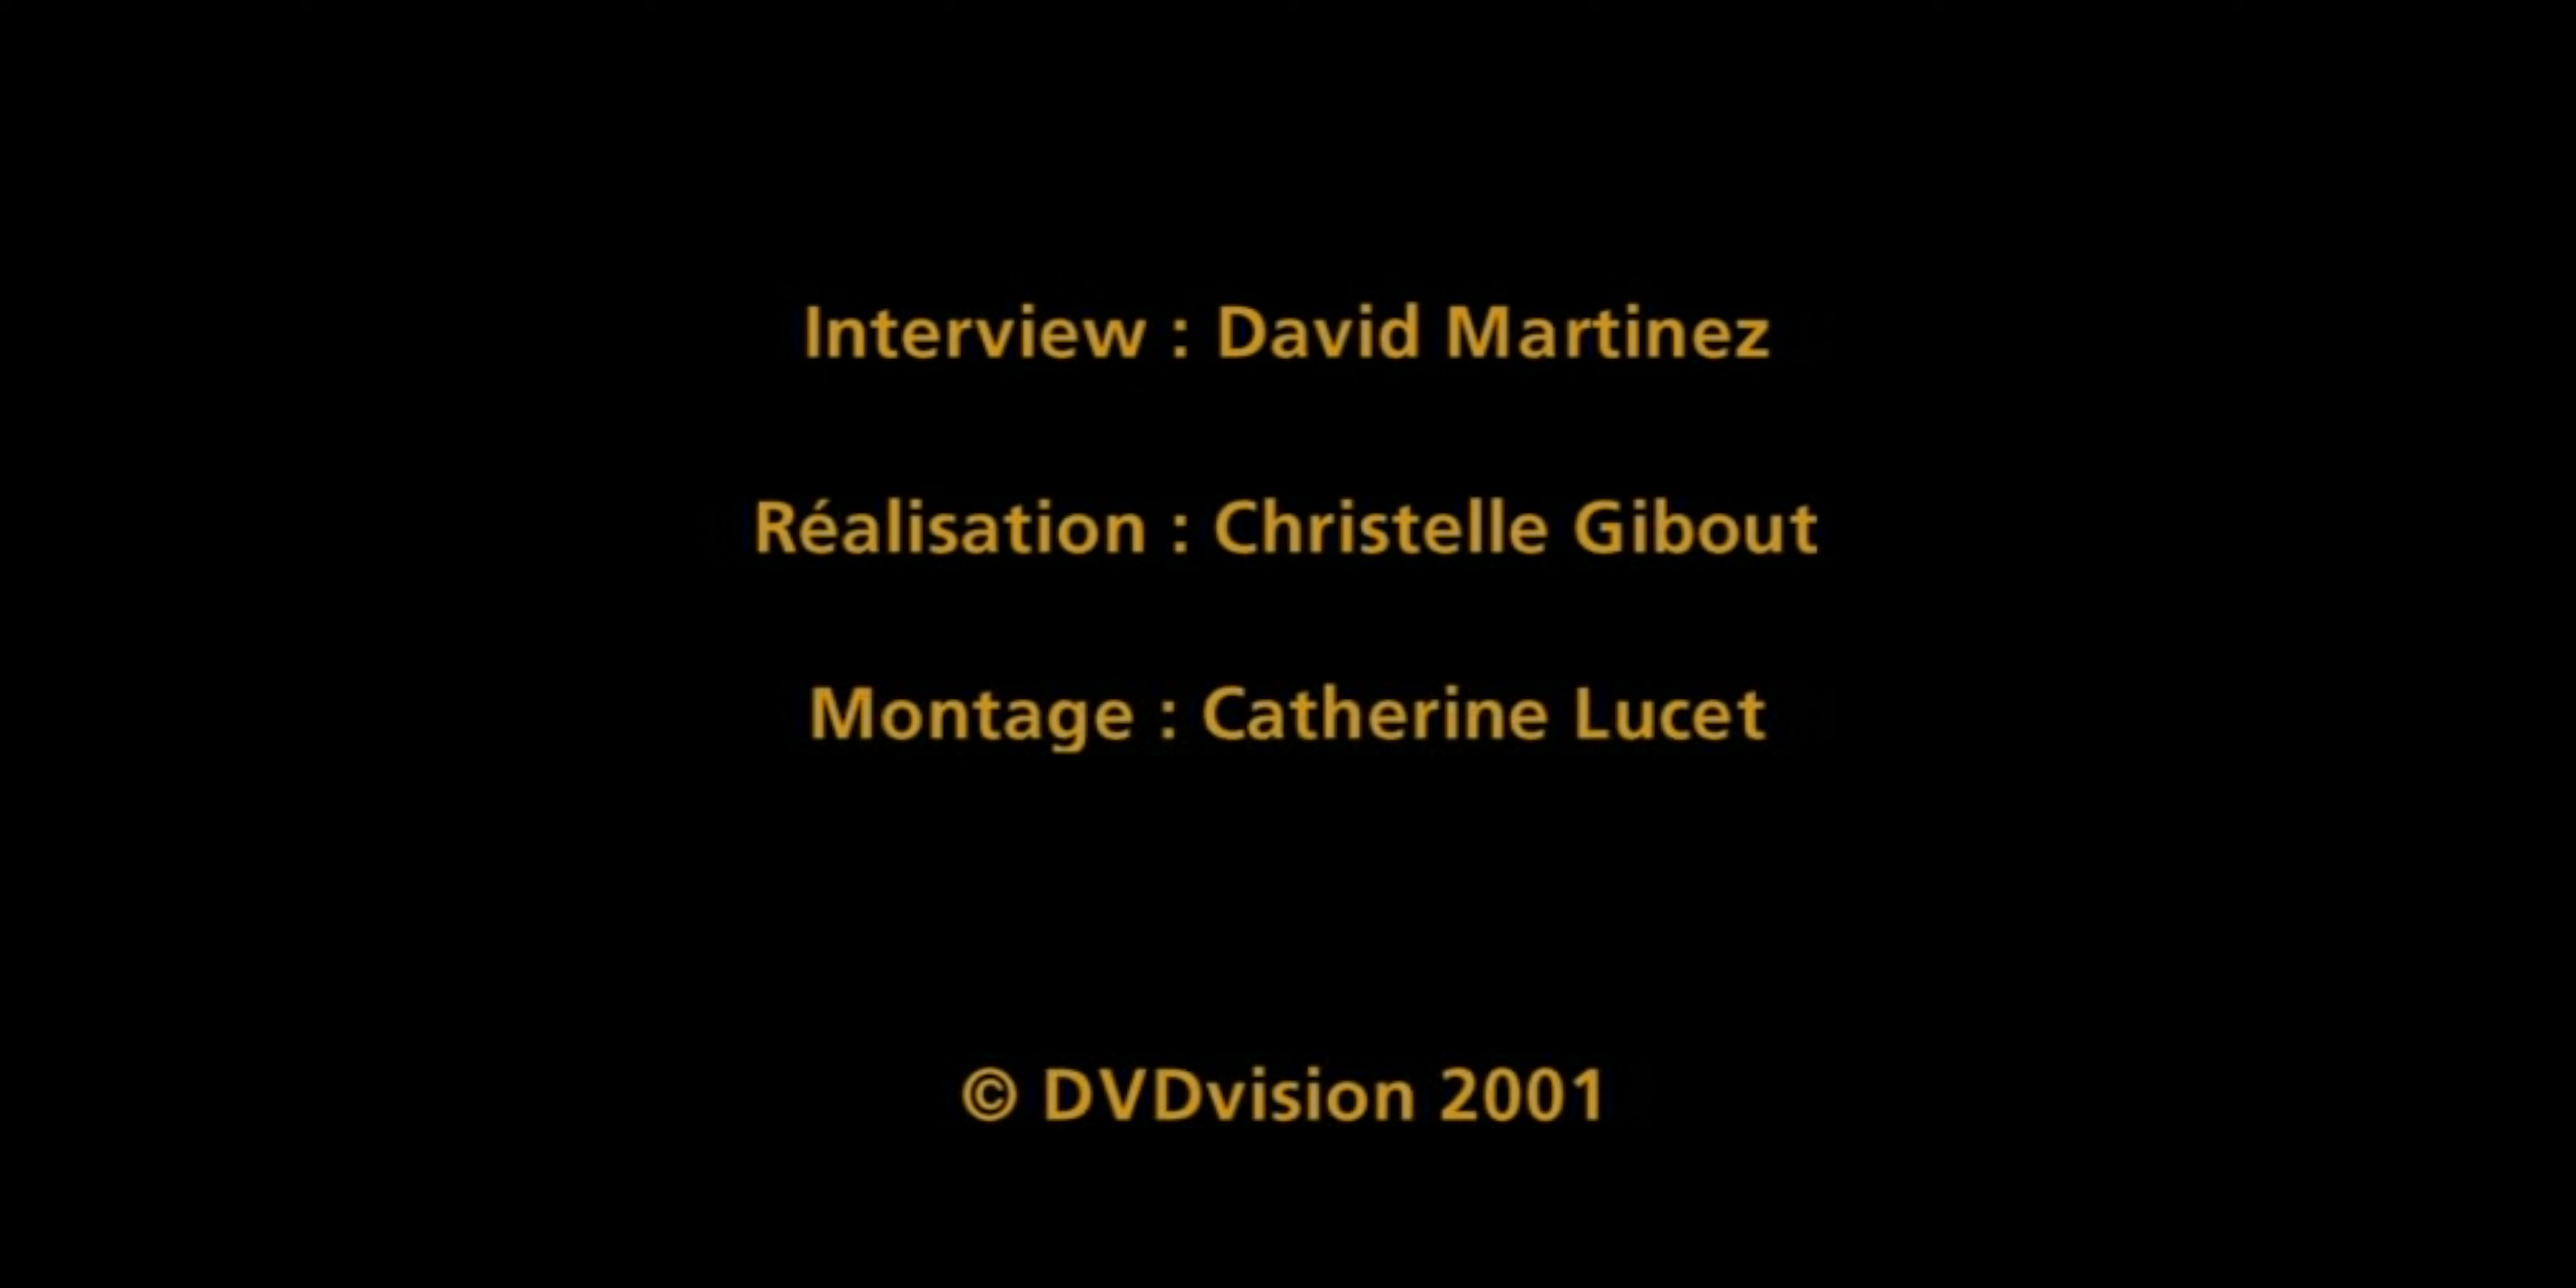 Interview : David Martinez
Réalisation : Christelle Gibout
Montage : Catherine Lucet
© DVDvision 2001